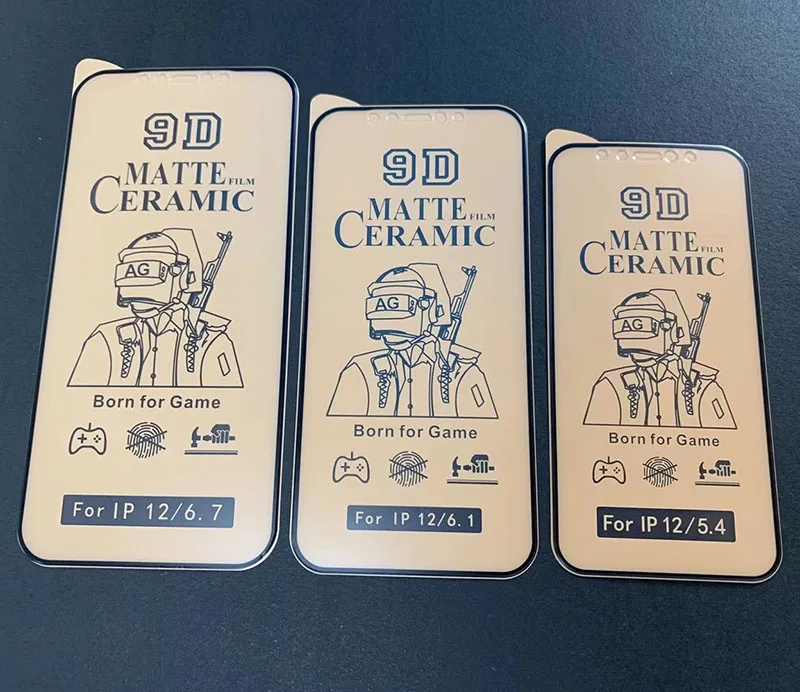 9D
MATTE FILM
CERAMIC
AG
Born for Game
For IP 12/6.7
9D
MATTE FILM
CERAMIC
AG
Born for Game
For IP 12/6.1
9D
MATTE FILM
CERAMIC
AG
Born for Game
For IP 12/5.4